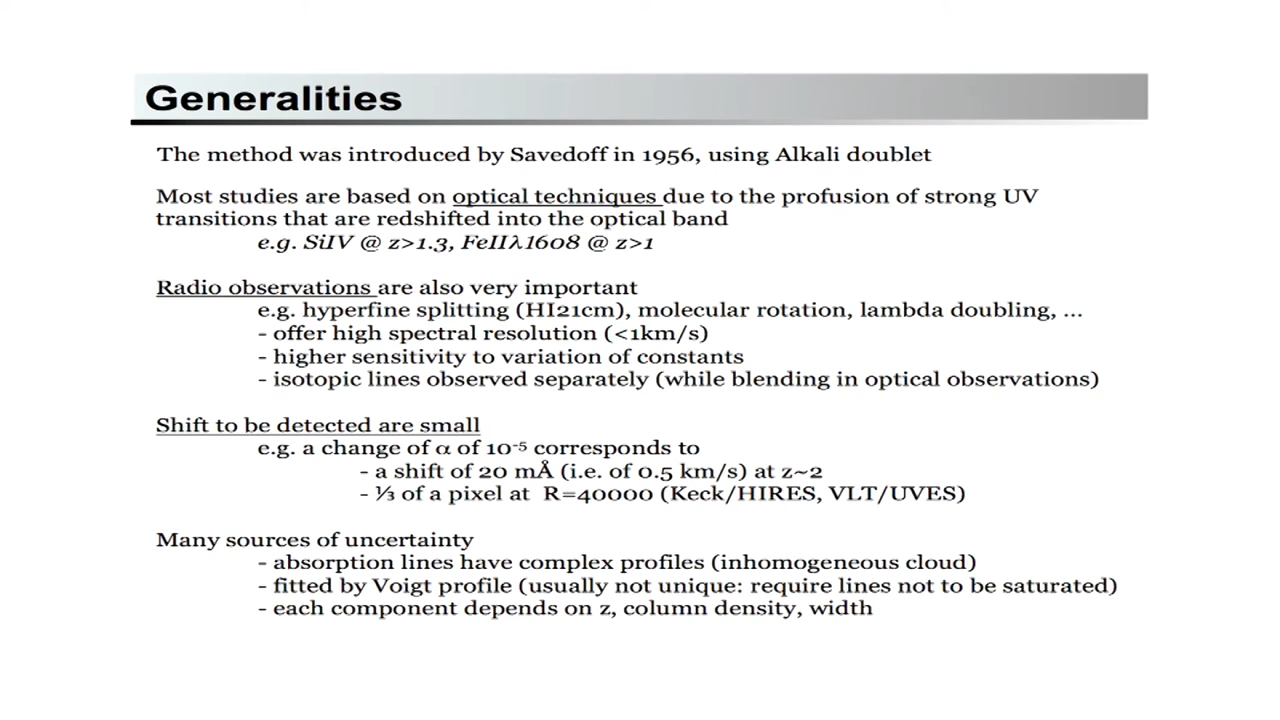 Generalities
The method was introduced by Savedoff in 1956, using Alkali doublet
Most studies are based on optical techniques due to the profusion of strong UV
transitions that are redshifted into the optical band
e.g. SiIV @ z>1.3, FeIIλ1608 @ z>1
Radio observations are also very important
e.g. hyperfine splitting (HI21cm), molecular rotation, lambda doubling, ...
- offer high spectral resolution (<1km/s)
- higher sensitivity to variation of constants
- isotopic lines observed separately (while blending in optical observations)
Shift to be detected are small
e.g. a change of α of 10⁻⁵ corresponds to
- a shift of 20 mÅ (i.e. of 0.5 km/s) at z~2
- ⅓ of a pixel at R=40000 (Keck/HIRES, VLT/UVES)
Many sources of uncertainty
- absorption lines have complex profiles (inhomogeneous cloud)
- fitted by Voigt profile (usually not unique: require lines not to be saturated)
- each component depends on z, column density, width